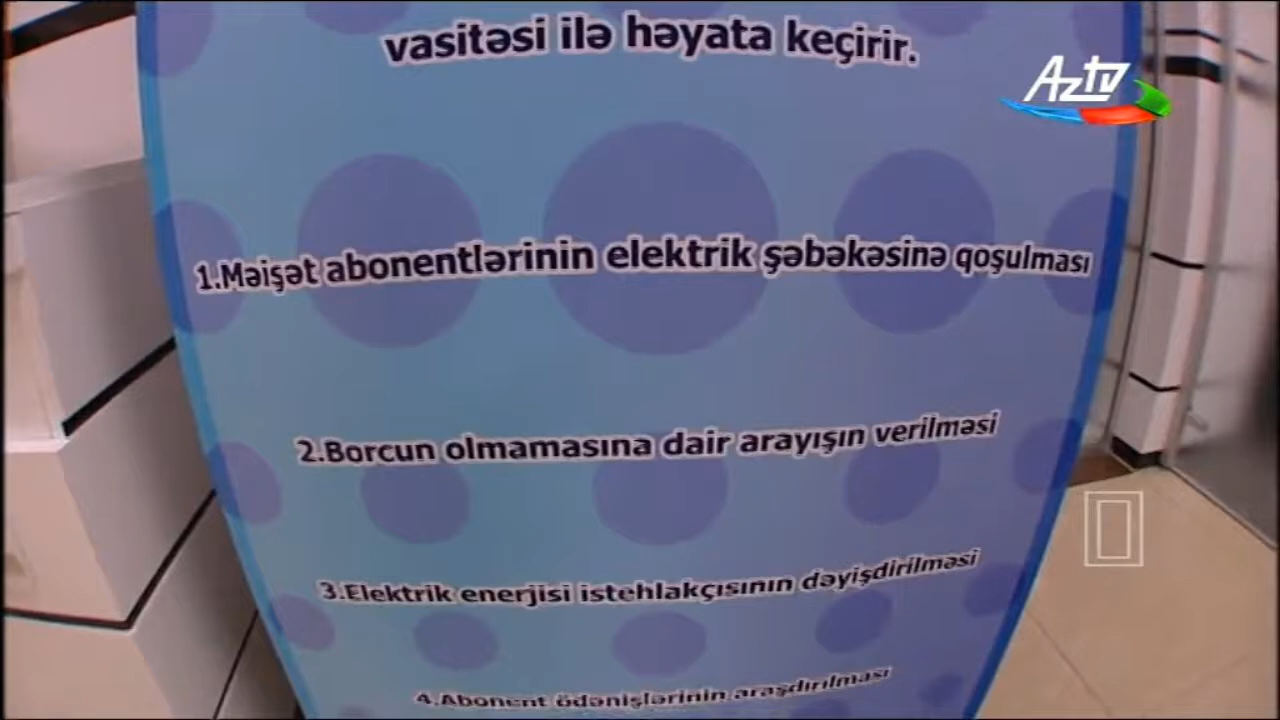 vasitəsi ilə həyata keçirir.
AzTV
1.Məişət abonentlərinin elektrik şəbəkəsinə qoşulması
2.Borcun olmamasına dair arayışın verilməsi
3.Elektrik enerjisi istehlakçısının dəyişdirilməsi
4.Abonent ödənişlərinin araşdırılması